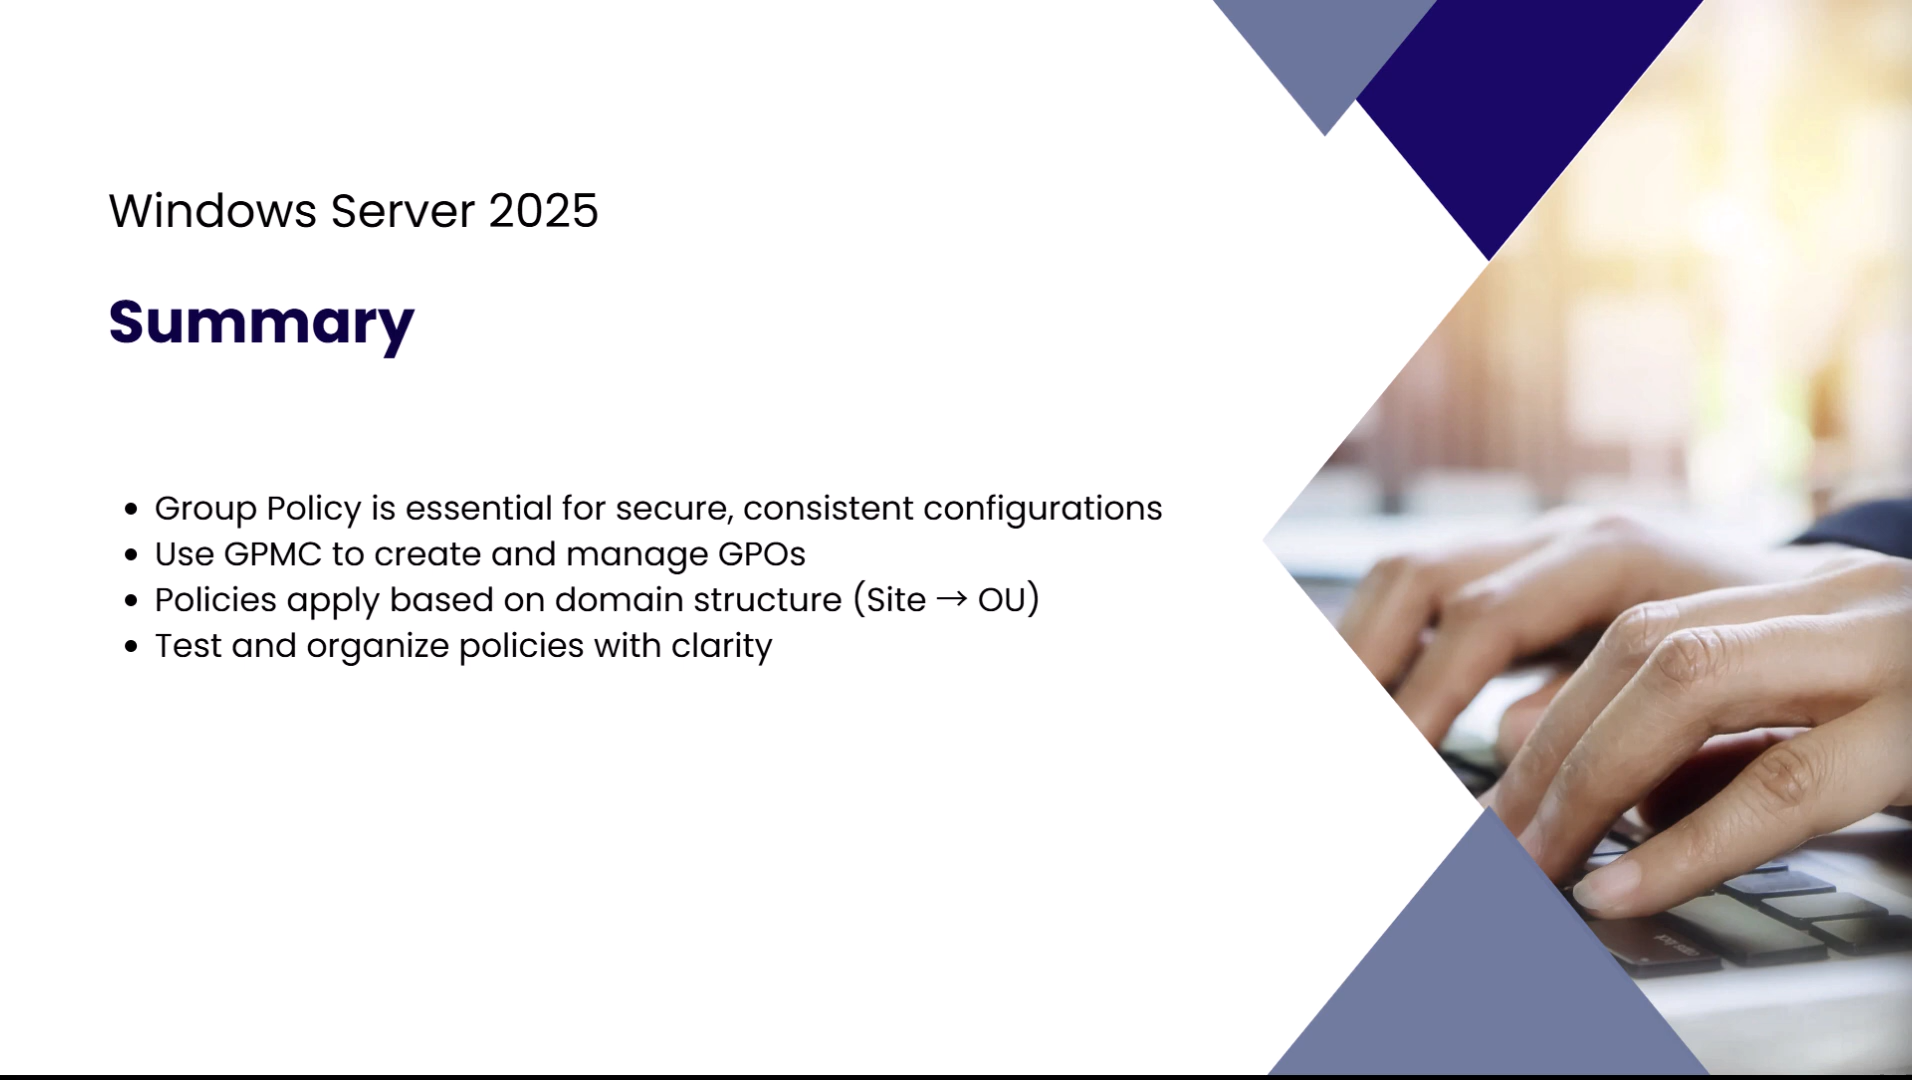 Windows Server 2025
Summary
• Group Policy is essential for secure, consistent configurations
• Use GPMC to create and manage GPOs
• Policies apply based on domain structure (Site → OU)
• Test and organize policies with clarity